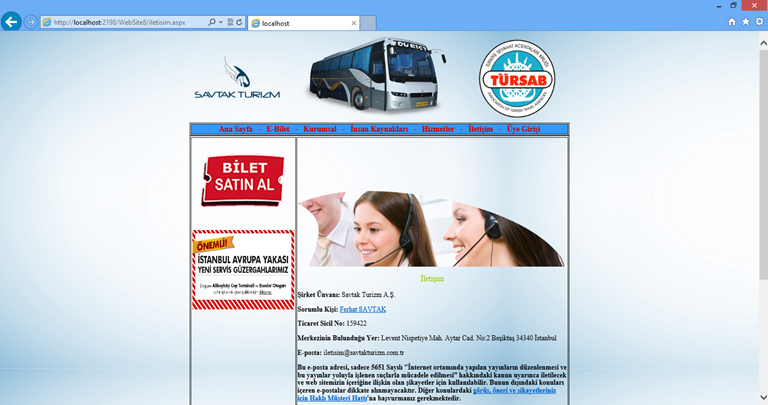 http://localhost:2198/WebSite8/iletisim.aspx
localhost
SAVTAK TURIZM
TÜRSAB
Ana Sayfa - E-Bilet - Kurumsal - İnsan Kaynakları - Hizmetler - İletişim - Üye Girişi
BİLET
SATIN AL
ÖNEMLİ!
İSTANBUL AVRUPA YAKASI
YENİ SERVİS GÜZERGAHLARIMIZ
İletişim
Şirket Ünvanı: Savtak Turizm A.Ş.
Sorumlu Kişi: Ferhat SAVTAK
Ticaret Sicil No: 159422
Merkezinin Bulunduğu Yer: Levent Nispetiye Mah. Aytar Cad. No:2 Beşiktaş 34340 İstanbul
E-posta: iletisim@savtakturizm.com.tr
Bu e-posta adresi, sadece 5651 Sayılı "İnternet ortamında yapılan yayınların düzenlenmesi ve
bu yayınlar yoluyla işlenen suçlarla mücadele edilmesi" hakkındaki kanun uyarınca iletilecek
ve web sitemizin içeriğine ilişkin olan şikayetler için kullanılabilir. Bunun dışındaki konuları
içeren e-postalar dikkate alınmayacaktır. Diğer konulardaki görüş, öneri ve şikayetleriniz
için Haklı Müşteri Hattı'na başvurmanız gerekmektedir.